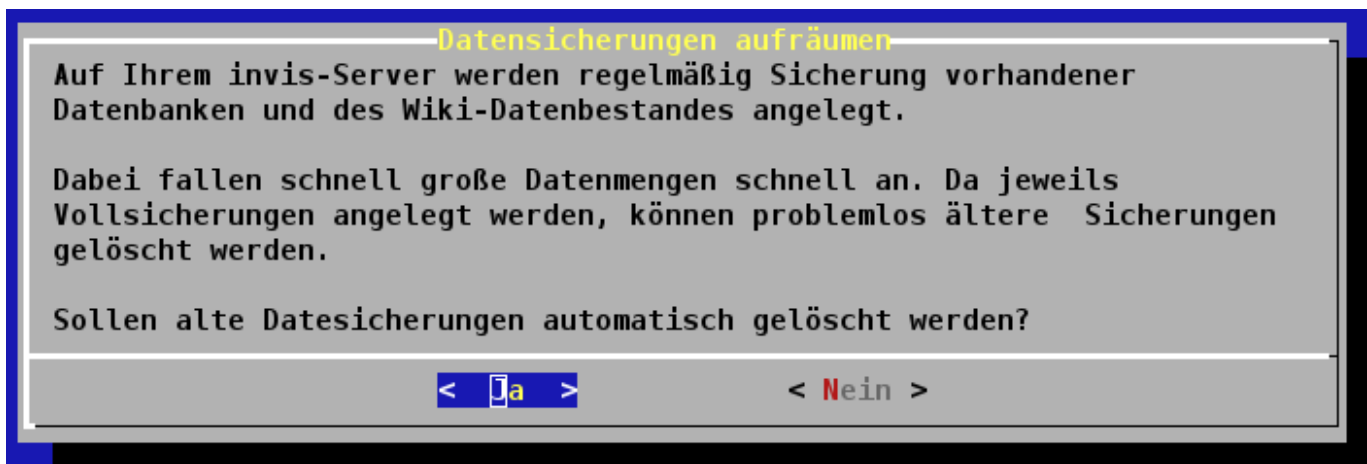 Datensicherungen aufräumen
Auf Ihrem invis-Server werden regelmäßig Sicherung vorhandener
Datenbanken und des Wiki-Datenbestandes angelegt.
Dabei fallen schnell große Datenmengen schnell an. Da jeweils
Vollsicherungen angelegt werden, können problemlos ältere  Sicherungen
gelöscht werden.
Sollen alte Datesicherungen automatisch gelöscht werden?
<  Ja  > < Nein >